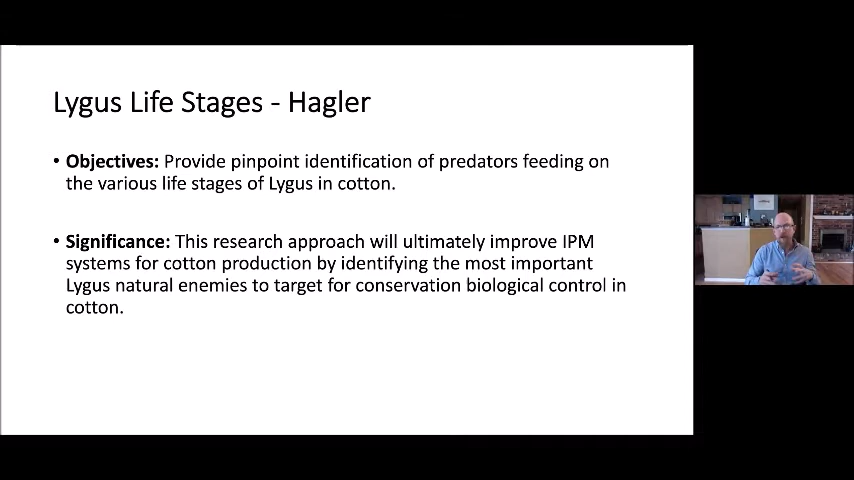 Lygus Life Stages - Hagler
• Objectives: Provide pinpoint identification of predators feeding on
the various life stages of Lygus in cotton.
• Significance: This research approach will ultimately improve IPM
systems for cotton production by identifying the most important
Lygus natural enemies to target for conservation biological control in
cotton.